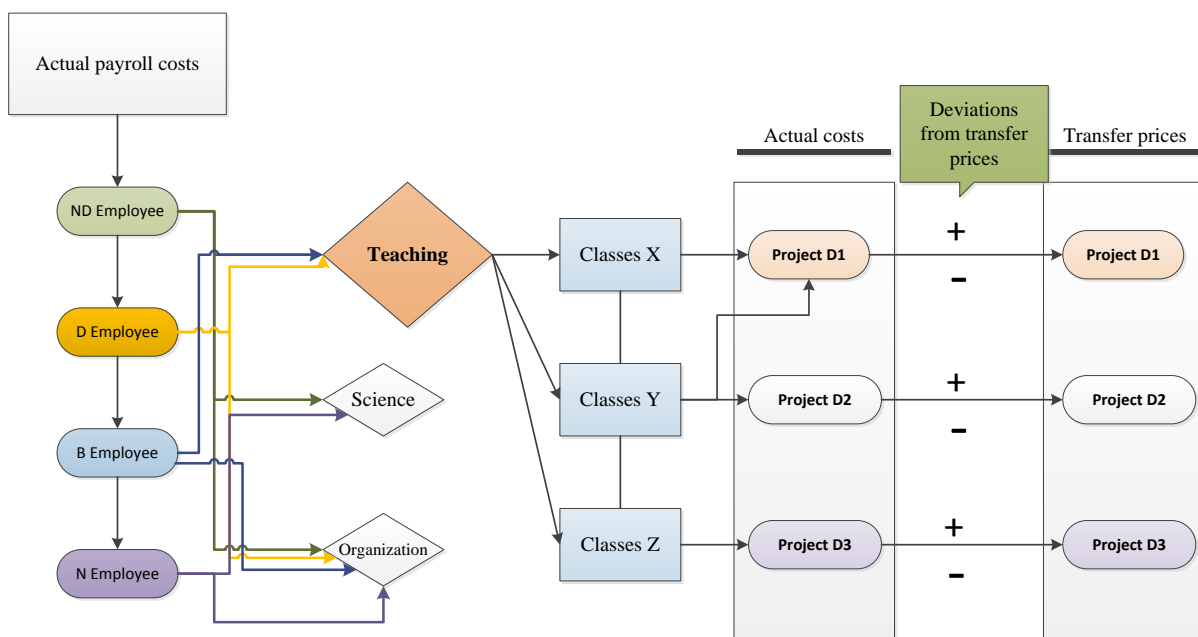 Actual payroll costs
Deviations
from transfer
prices
Actual costs
Transfer prices
ND Employee
D Employee
B Employee
N Employee
Teaching
Science
Organization
Classes X
Classes Y
Classes Z
Project D1
+
-
Project D1
Project D2
+
-
Project D2
Project D3
+
-
Project D3